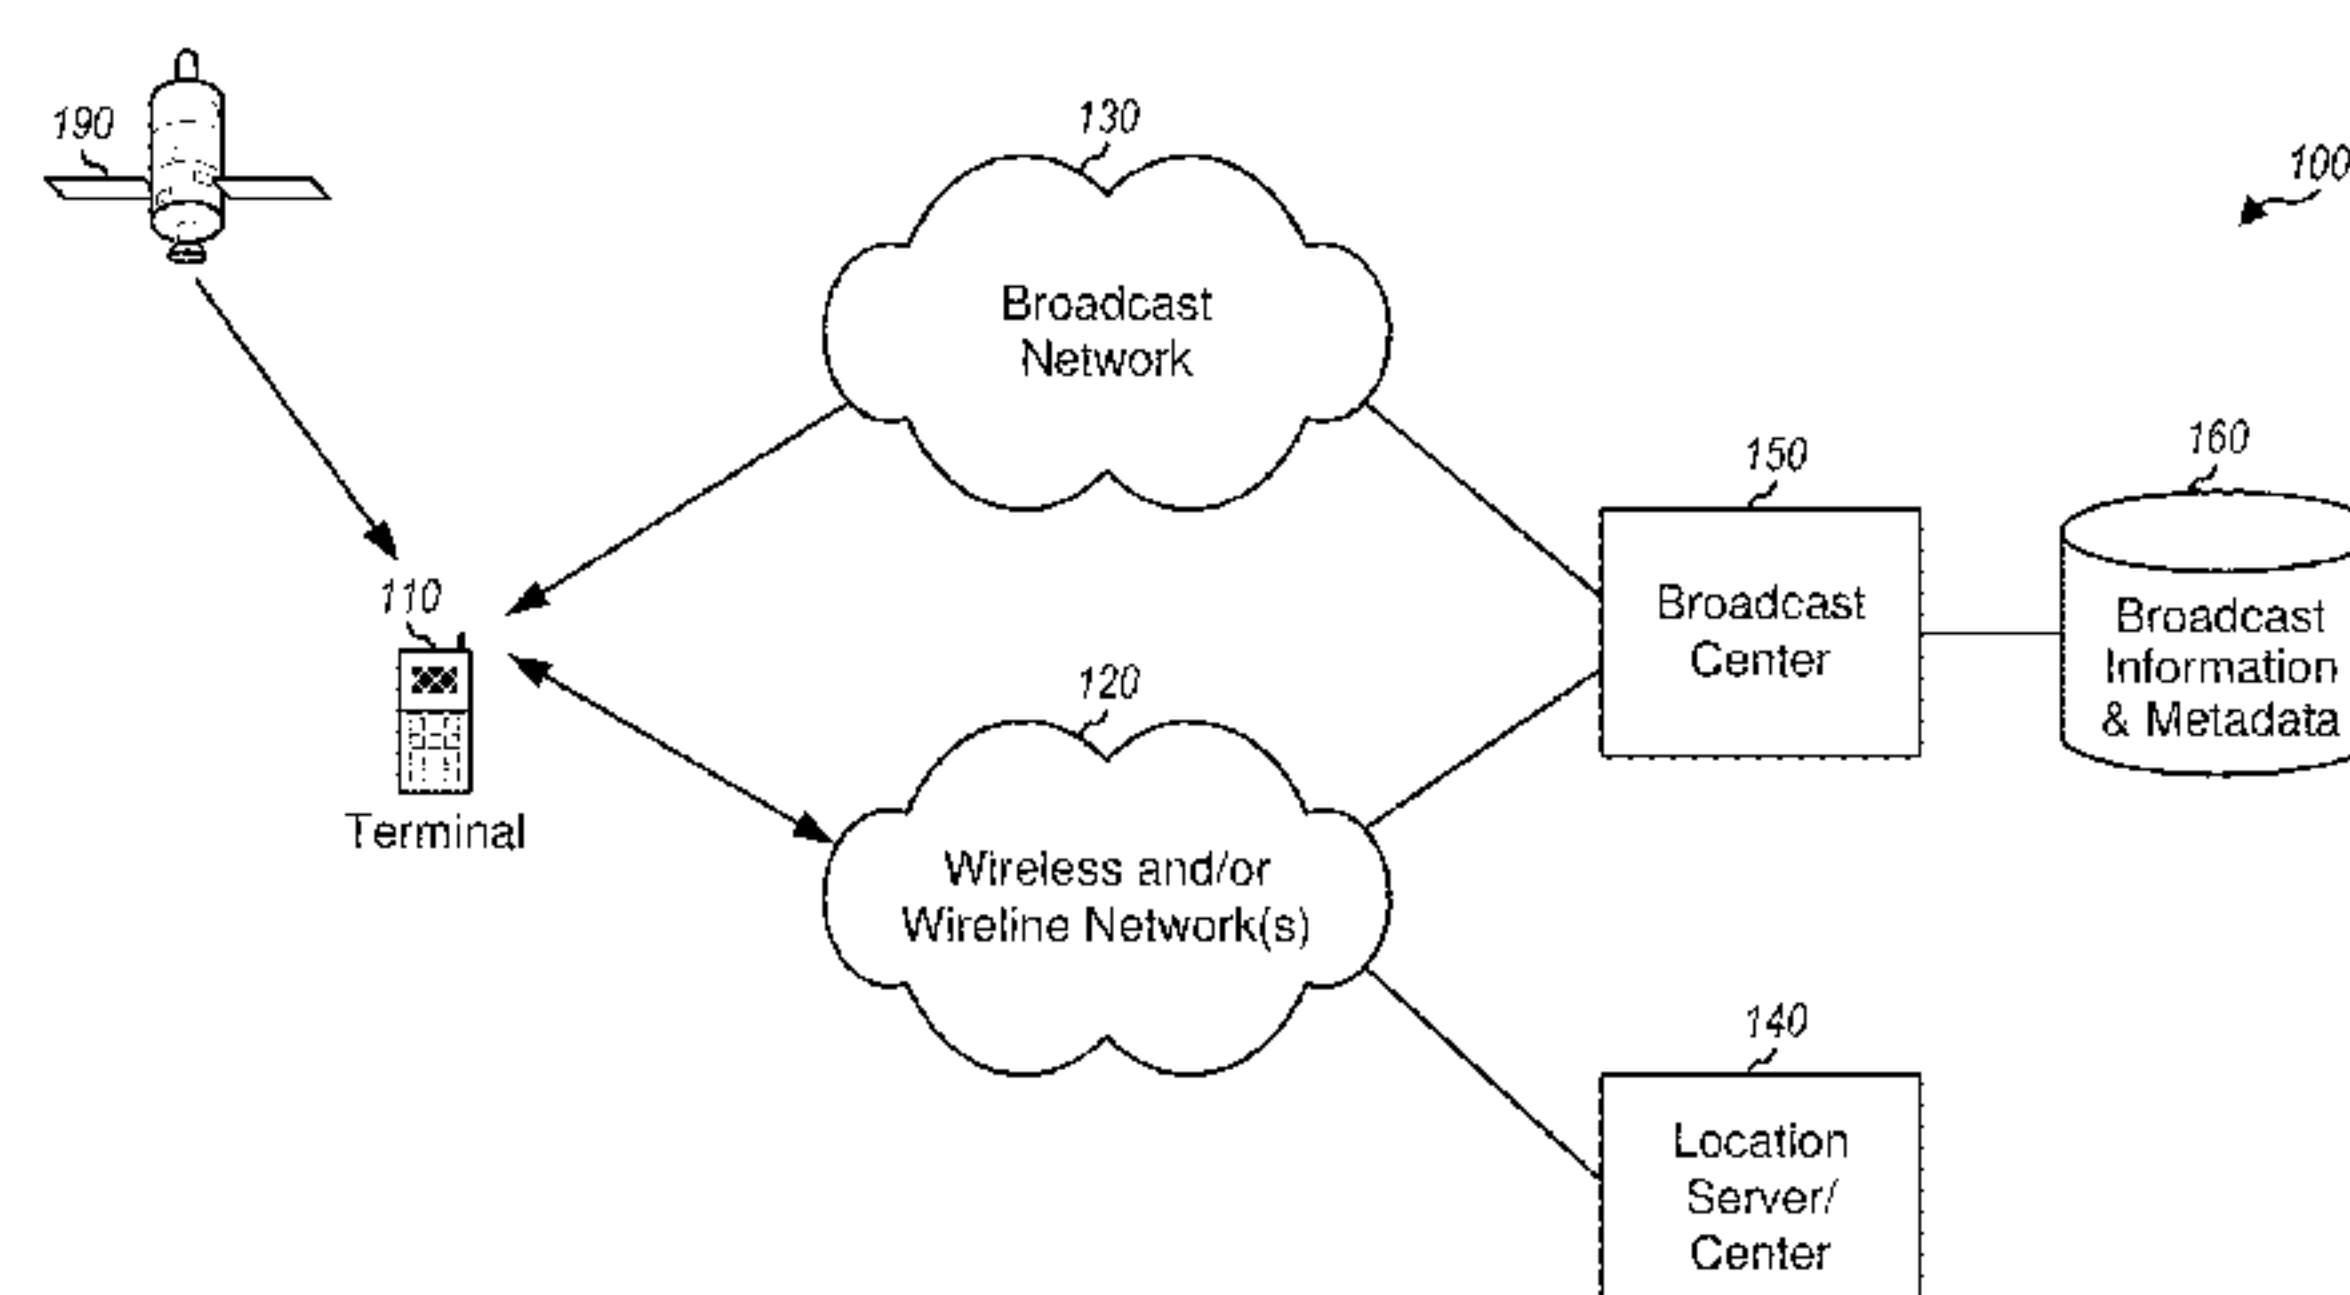 190
130
100
Broadcast
Network
150
160
110
Broadcast
Center
Broadcast
Information
& Metadata
120
Terminal
Wireless and/or
Wireline Network(s)
140
Location
Server/
Center